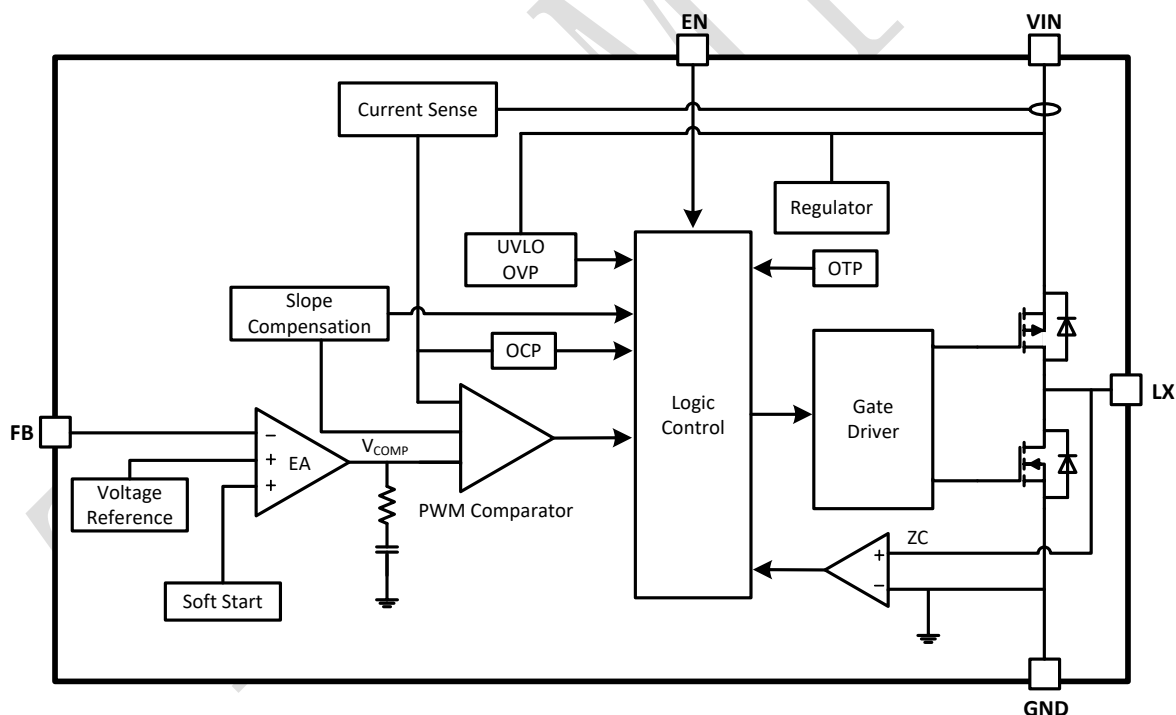 EN
VIN
Current Sense
Regulator
UVLO
OVP
OTP
Slope
Compensation
OCP
LX
FB
Logic
Control
Gate
Driver
−
+
+
EA
VCOMP
Voltage
Reference
PWM Comparator
ZC
+
−
Soft Start
GND